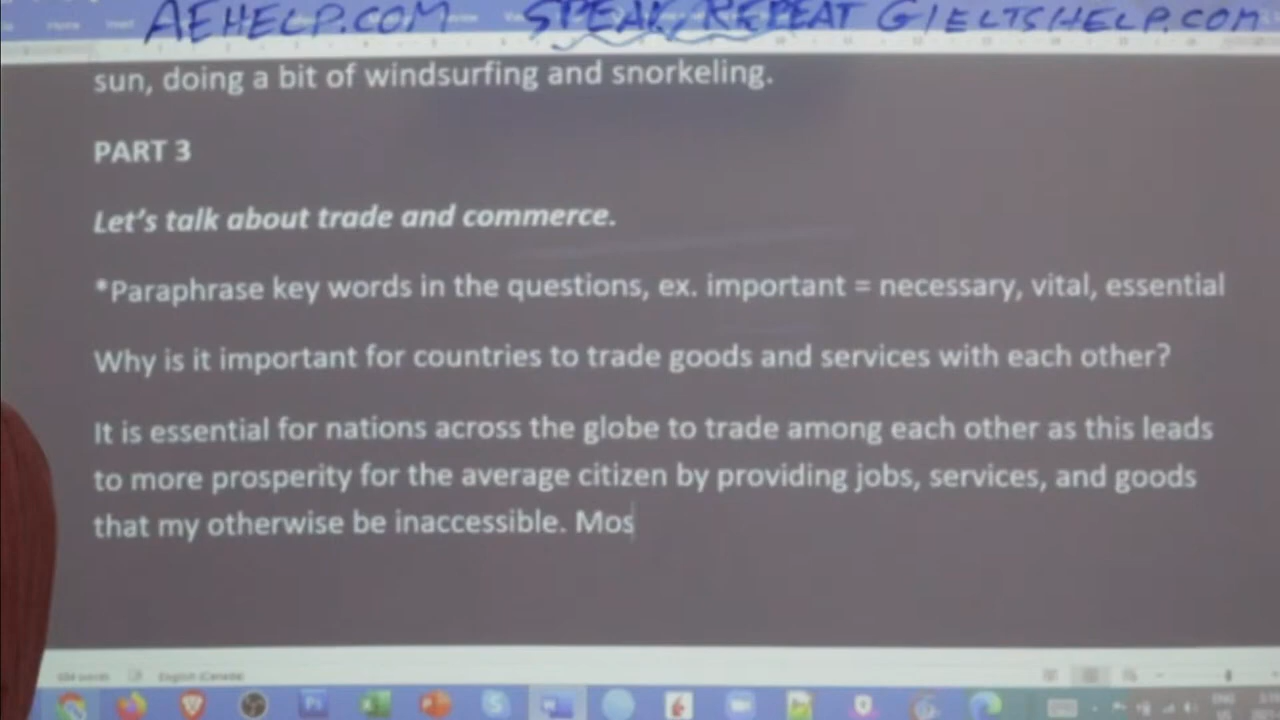 AEHELP.COM SPEAK, REPEAT GIELTSHELP.COM
sun, doing a bit of windsurfing and snorkeling.
PART 3
Let's talk about trade and commerce.
*Paraphrase key words in the questions, ex. important = necessary, vital, essential
Why is it important for countries to trade goods and services with each other?
It is essential for nations across the globe to trade among each other as this leads
to more prosperity for the average citizen by providing jobs, services, and goods
that my otherwise be inaccessible. Mos
English (Canada)
ENG